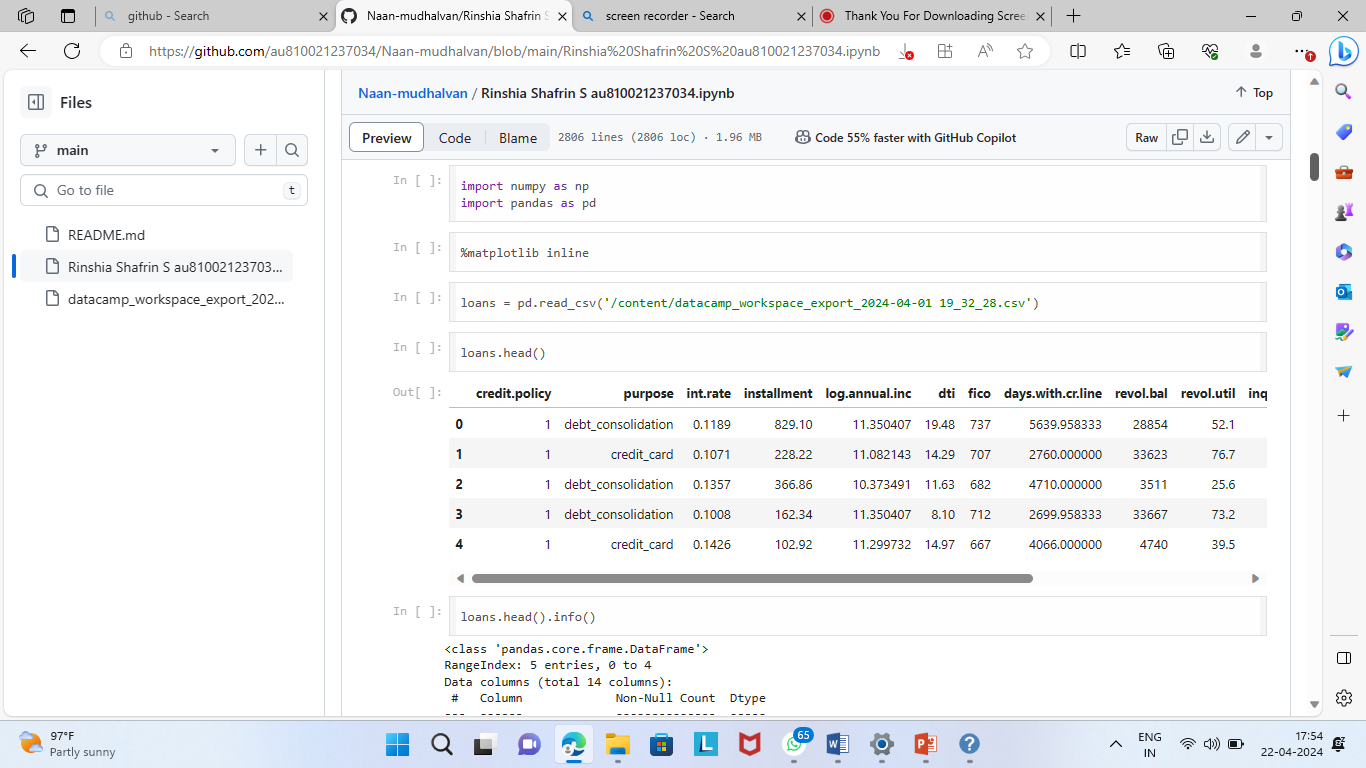 github - Search
Naan-mudhalvan/Rinshia Shafrin S
screen recorder - Search
Thank You For Downloading Scree
https://github.com/au810021237034/Naan-mudhalvan/blob/main/Rinshia%20Shafrin%20S%20au810021237034.ipynb
Files
main
Go to file
t
README.md
Rinshia Shafrin S au81002123703...
datacamp_workspace_export_202...
Naan-mudhalvan / Rinshia Shafrin S au810021237034.ipynb
Top
Preview Code Blame 2806 lines (2806 loc) · 1.96 MB Code 55% faster with GitHub Copilot Raw
In [ ]:
import numpy as np
import pandas as pd
In [ ]:
%matplotlib inline
In [ ]:
loans = pd.read_csv('/content/datacamp_workspace_export_2024-04-01 19_32_28.csv')
In [ ]:
loans.head()
Out[ ]:
credit.policy purpose int.rate installment log.annual.inc dti fico days.with.cr.line revol.bal revol.util inq
0 1 debt_consolidation 0.1189 829.10 11.350407 19.48 737 5639.958333 28854 52.1
1 1 credit_card 0.1071 228.22 11.082143 14.29 707 2760.000000 33623 76.7
2 1 debt_consolidation 0.1357 366.86 10.373491 11.63 682 4710.000000 3511 25.6
3 1 debt_consolidation 0.1008 162.34 11.350407 8.10 712 2699.958333 33667 73.2
4 1 credit_card 0.1426 102.92 11.299732 14.97 667 4066.000000 4740 39.5
In [ ]:
loans.head().info()
<class 'pandas.core.frame.DataFrame'>
RangeIndex: 5 entries, 0 to 4
Data columns (total 14 columns):
# Column Non-Null Count Dtype
--- ------ -------------- -----
97°F
Partly sunny
65
ENG
IN
17:54
22-04-2024